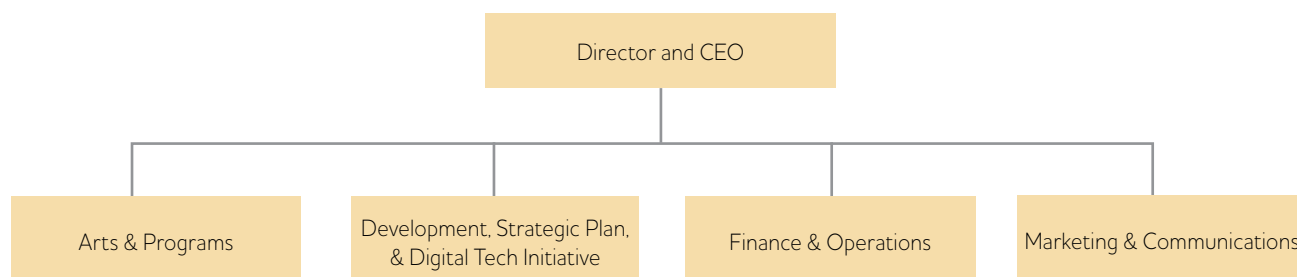 Director and CEO
Arts & Programs
Development, Strategic Plan,
& Digital Tech Initiative
Finance & Operations
Marketing & Communications